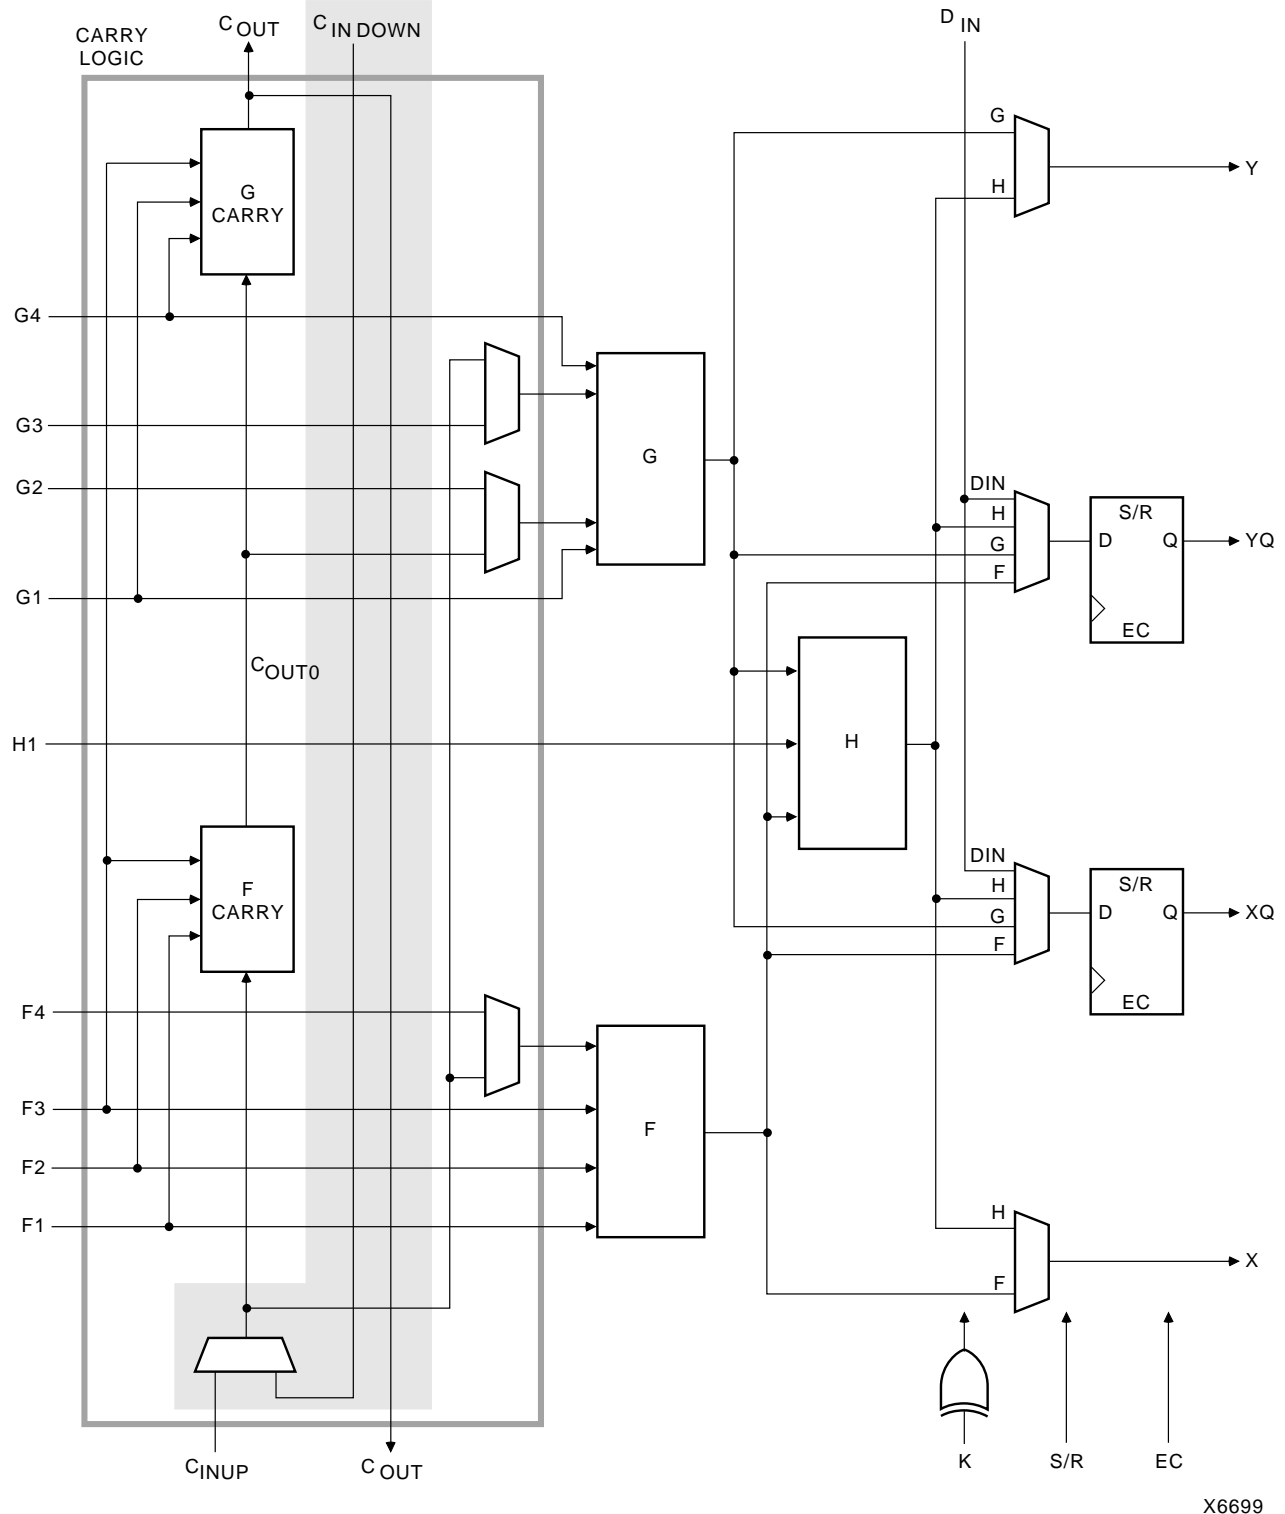 C OUT
C IN DOWN
D IN
CARRY
LOGIC
G
Y
G
CARRY
H
G4
G3
G
G2
DIN
S/R
H
D
Q
YQ
G
F
G1
EC
C OUT0
H1
H
DIN
S/R
F
CARRY
H
D
Q
XQ
G
F
F4
EC
F3
F
F2
F1
H
X
F
C INUP
C OUT
K
S/R
EC
X6699